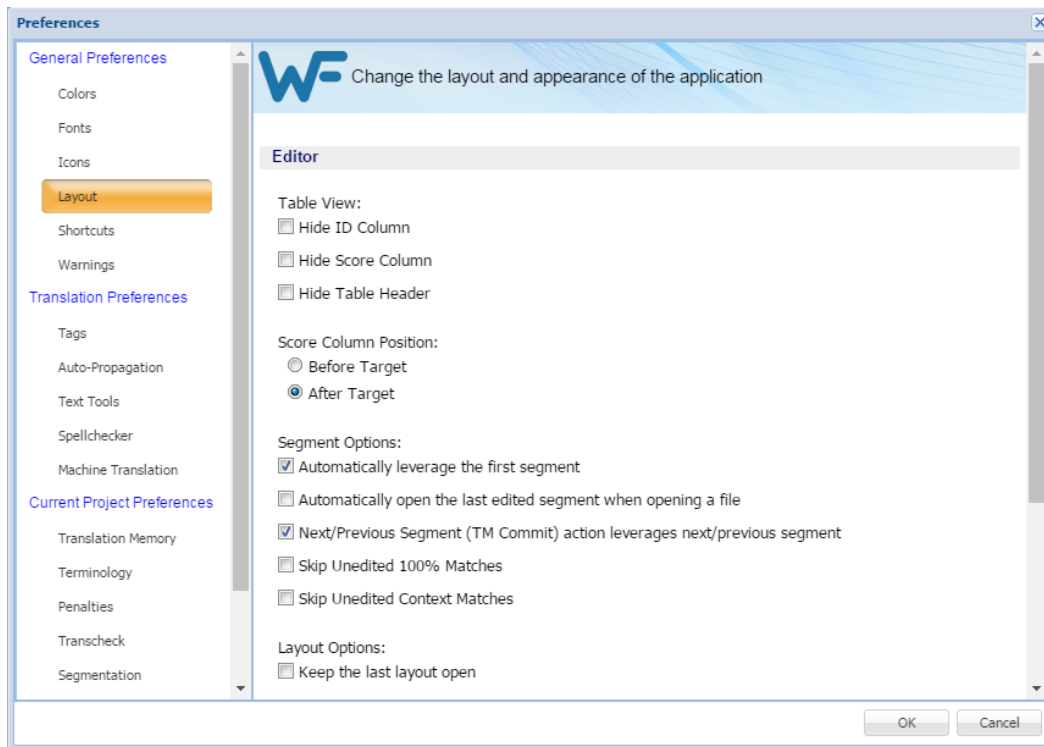 Preferences
General Preferences
Colors
Fonts
Icons
Layout
Shortcuts
Warnings
Translation Preferences
Tags
Auto-Propagation
Text Tools
Spellchecker
Machine Translation
Current Project Preferences
Translation Memory
Terminology
Penalties
Transcheck
Segmentation
WF Change the layout and appearance of the application
Editor
Table View:
Hide ID Column
Hide Score Column
Hide Table Header
Score Column Position:
Before Target
After Target
Segment Options:
Automatically leverage the first segment
Automatically open the last edited segment when opening a file
Next/Previous Segment (TM Commit) action leverages next/previous segment
Skip Unedited 100% Matches
Skip Unedited Context Matches
Layout Options:
Keep the last layout open
OK Cancel